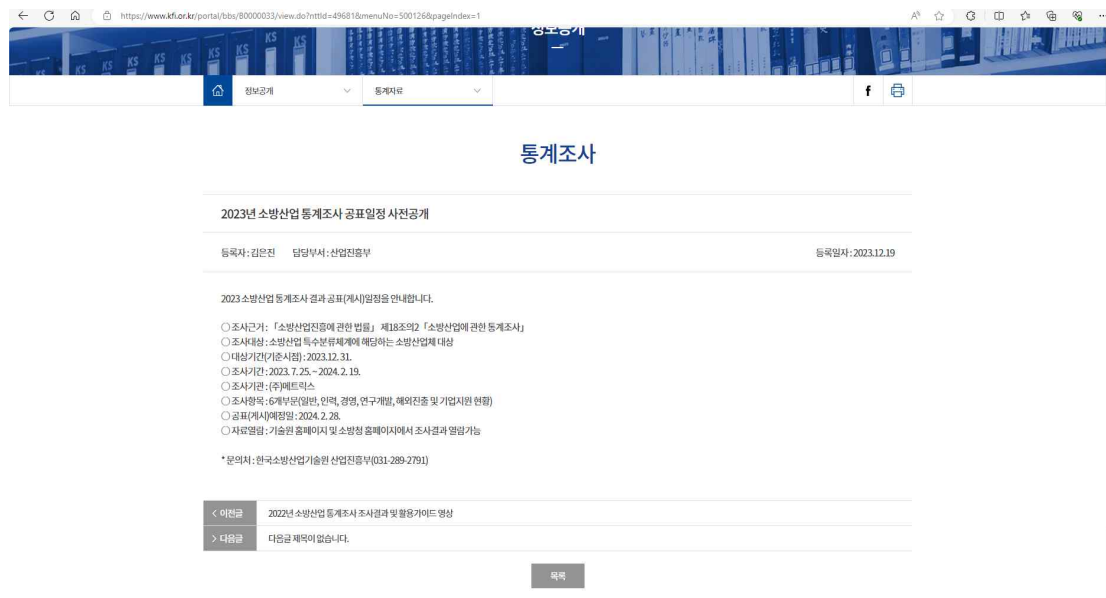 https://www.kfi.or.kr/portal/bbs/B0000033/view.do?nttId=49681&menuNo=500126&pageIndex=1
정보공개
KS KS KS KS KS KS KS
정보공개
통계자료
f
통계조사
2023년 소방산업 통계조사 공표일정 사전공개
등록자 : 김은진 담당부서 : 산업진흥부 등록일자 : 2023.12.19
2023 소방산업 통계조사 결과 공표(게시)일정을 안내합니다.
○ 조사근거 : 「소방산업진흥에 관한 법률」 제18조의2「소방산업에 관한 통계조사」
○ 조사대상 : 소방산업 특수분류체계에 해당하는 소방산업체 대상
○ 대상기간(기준시점) : 2023.12. 31.
○ 조사기간 : 2023. 7. 25. ~ 2024. 2. 19.
○ 조사기관 : (주)메트릭스
○ 조사항목 : 6개부문(일반, 인력, 경영, 연구개발, 해외진출 및 기업지원 현황)
○ 공표(게시)예정일 : 2024. 2. 28.
○ 자료열람 : 기술원 홈페이지 및 소방청 홈페이지에서 조사결과 열람가능
* 문의처 : 한국소방산업기술원 산업진흥부(031-289-2791)
< 이전글 2022년 소방산업 통계조사 조사결과 및 활용가이드 영상
> 다음글 다음글 제목이 없습니다.
목록